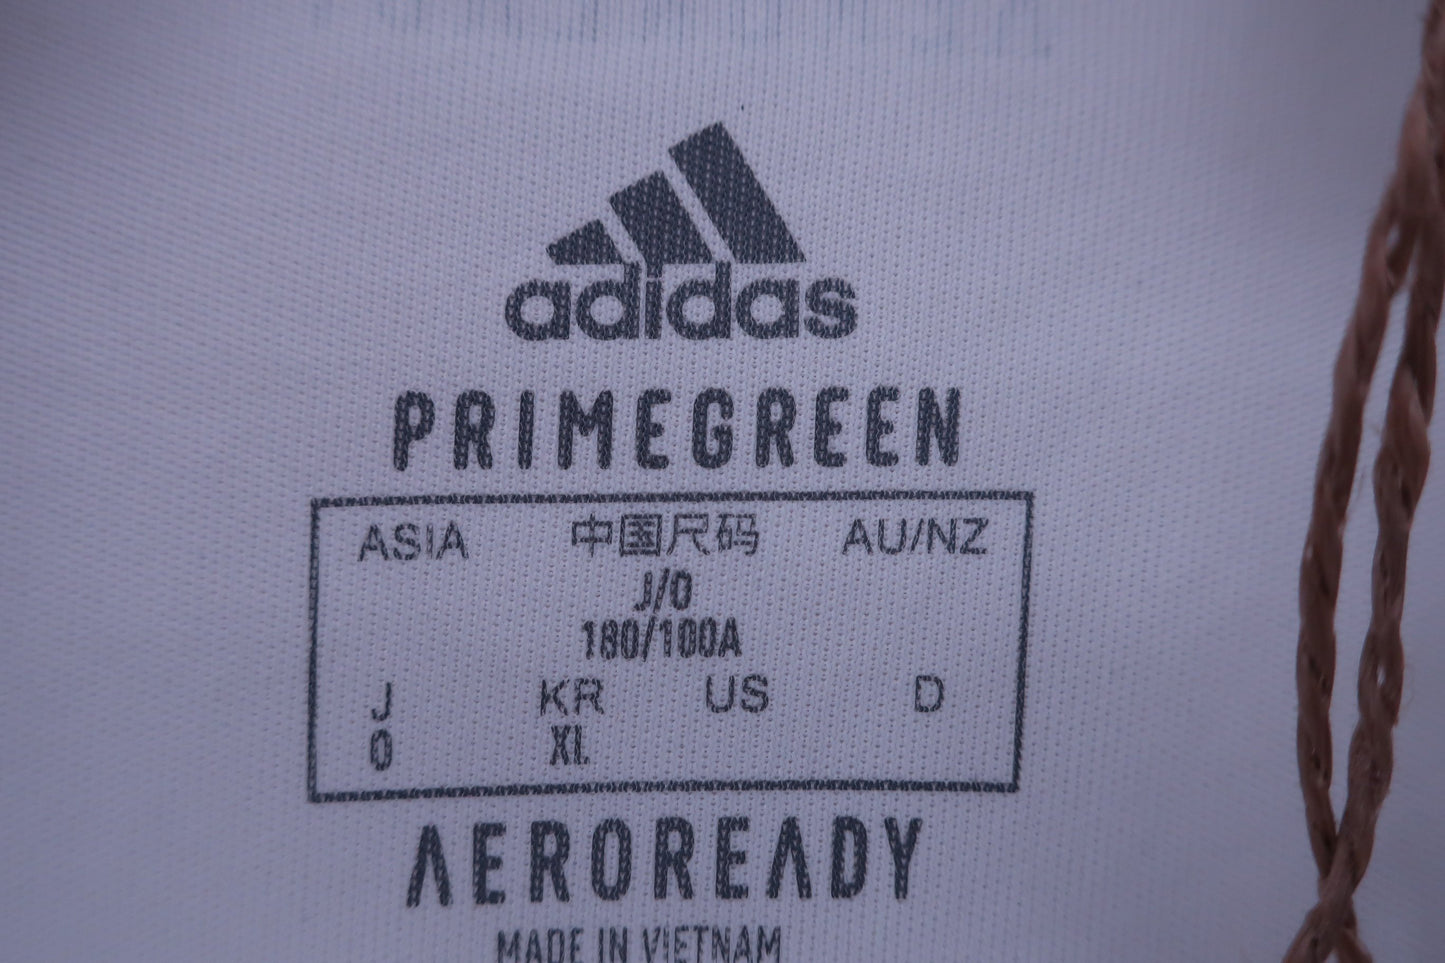 adidas
PRIMEGREEN
ASIA 中国尺码 AU/NZ
J/O
180/100A
J KR US D
O XL
AEROREADY
MADE IN VIETNAM